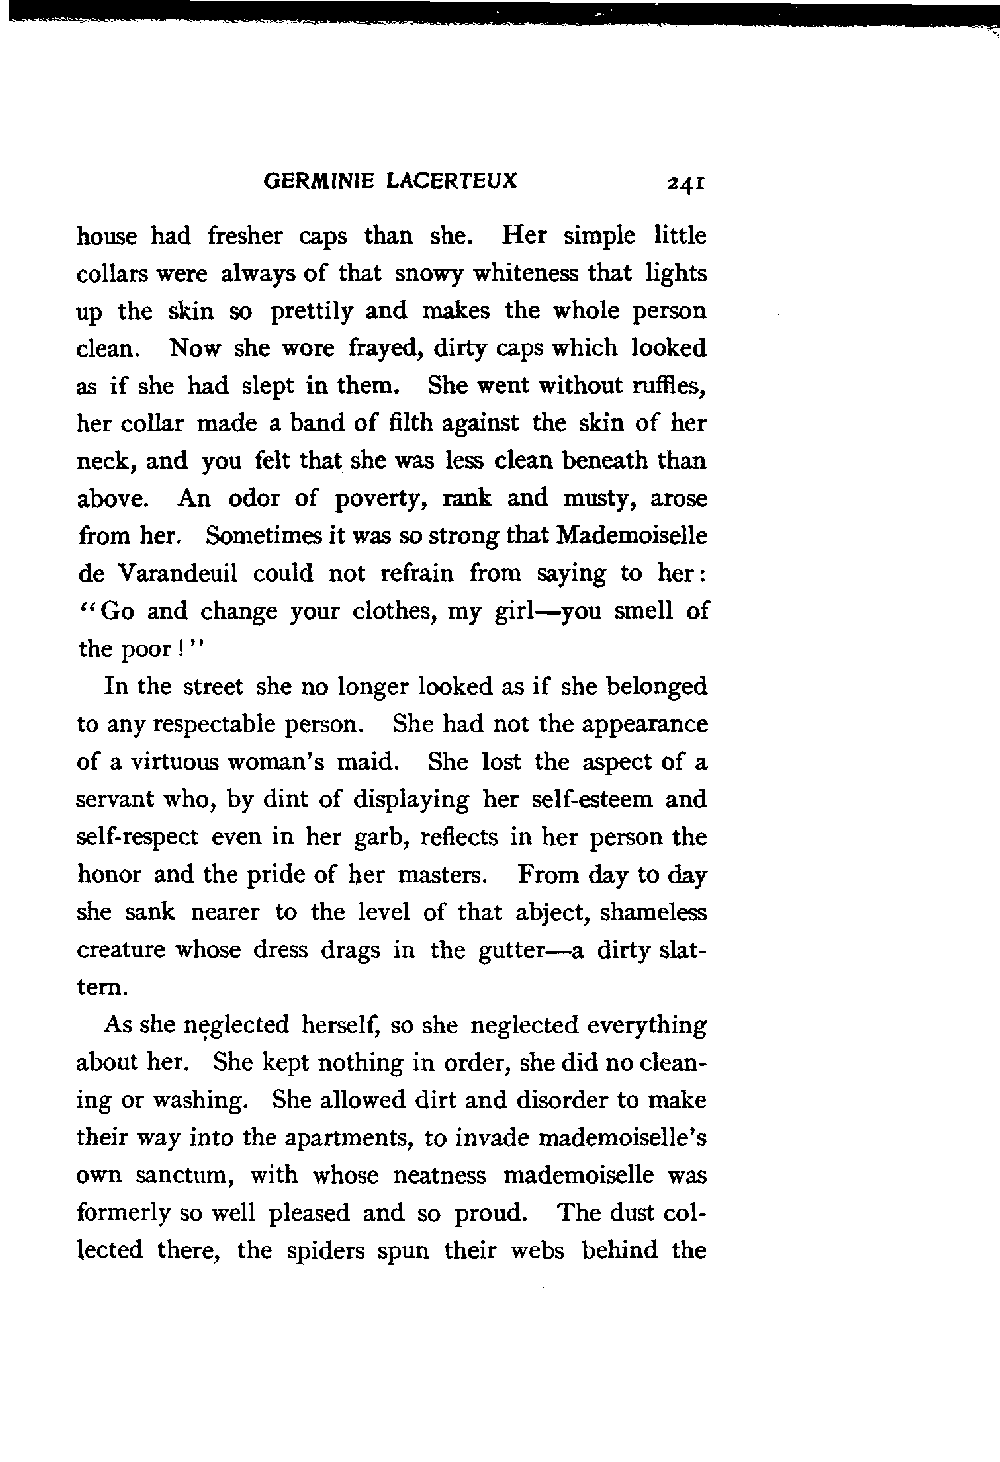 GERMINIE LACERTEUX 241
house had fresher caps than she. Her simple little
collars were always of that snowy whiteness that lights
up the skin so prettily and makes the whole person
clean. Now she wore frayed, dirty caps which looked
as if she had slept in them. She went without ruffles,
her collar made a band of filth against the skin of her
neck, and you felt that she was less clean beneath than
above. An odor of poverty, rank and musty, arose
from her. Sometimes it was so strong that Mademoiselle
de Varandeuil could not refrain from saying to her:
“Go and change your clothes, my girl—you smell of
the poor!”
In the street she no longer looked as if she belonged
to any respectable person. She had not the appearance
of a virtuous woman's maid. She lost the aspect of a
servant who, by dint of displaying her self-esteem and
self-respect even in her garb, reflects in her person the
honor and the pride of her masters. From day to day
she sank nearer to the level of that abject, shameless
creature whose dress drags in the gutter—a dirty slat-
tern.
As she neglected herself, so she neglected everything
about her. She kept nothing in order, she did no clean-
ing or washing. She allowed dirt and disorder to make
their way into the apartments, to invade mademoiselle's
own sanctum, with whose neatness mademoiselle was
formerly so well pleased and so proud. The dust col-
lected there, the spiders spun their webs behind the